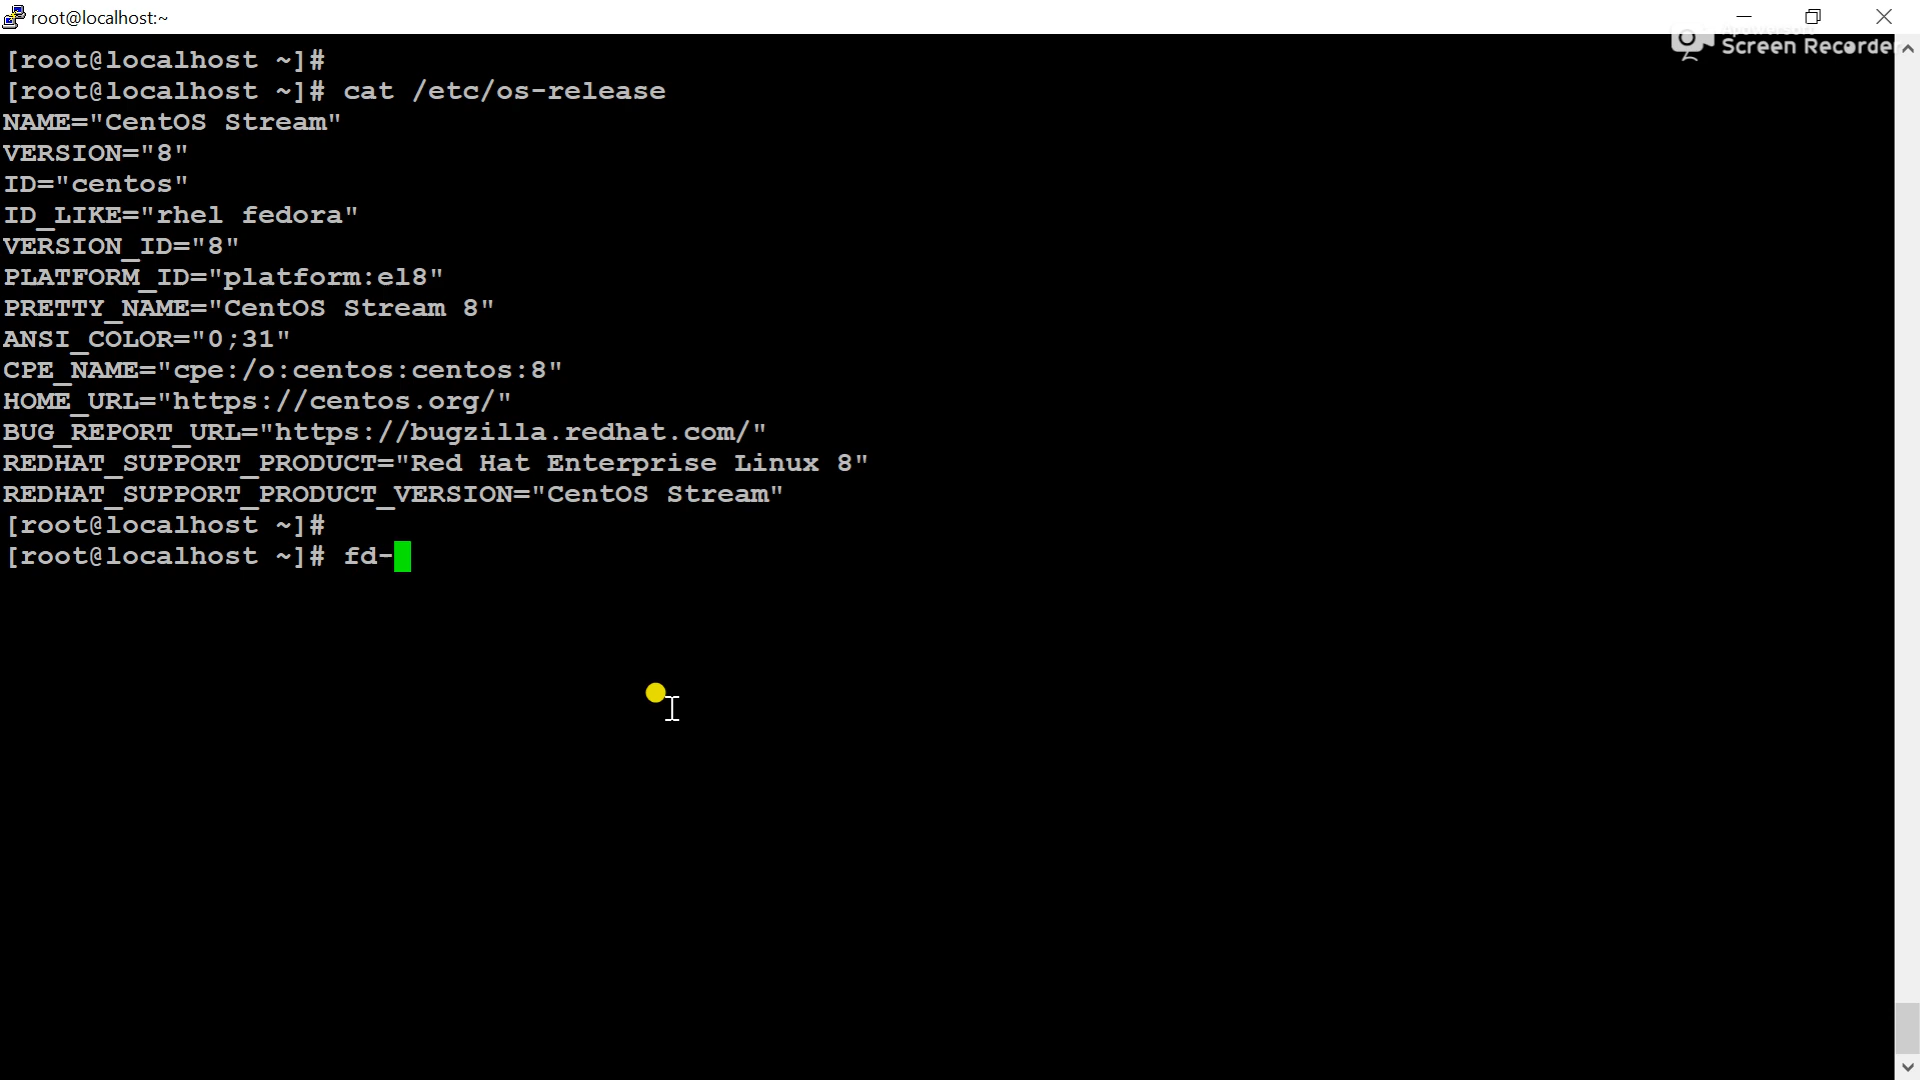 root@localhost:~
Screen Recorder
[root@localhost ~]#
[root@localhost ~]# cat /etc/os-release
NAME="CentOS Stream"
VERSION="8"
ID="centos"
ID_LIKE="rhel fedora"
VERSION_ID="8"
PLATFORM_ID="platform:el8"
PRETTY_NAME="CentOS Stream 8"
ANSI_COLOR="0;31"
CPE_NAME="cpe:/o:centos:centos:8"
HOME_URL="https://centos.org/"
BUG_REPORT_URL="https://bugzilla.redhat.com/"
REDHAT_SUPPORT_PRODUCT="Red Hat Enterprise Linux 8"
REDHAT_SUPPORT_PRODUCT_VERSION="CentOS Stream"
[root@localhost ~]#
[root@localhost ~]# fd-